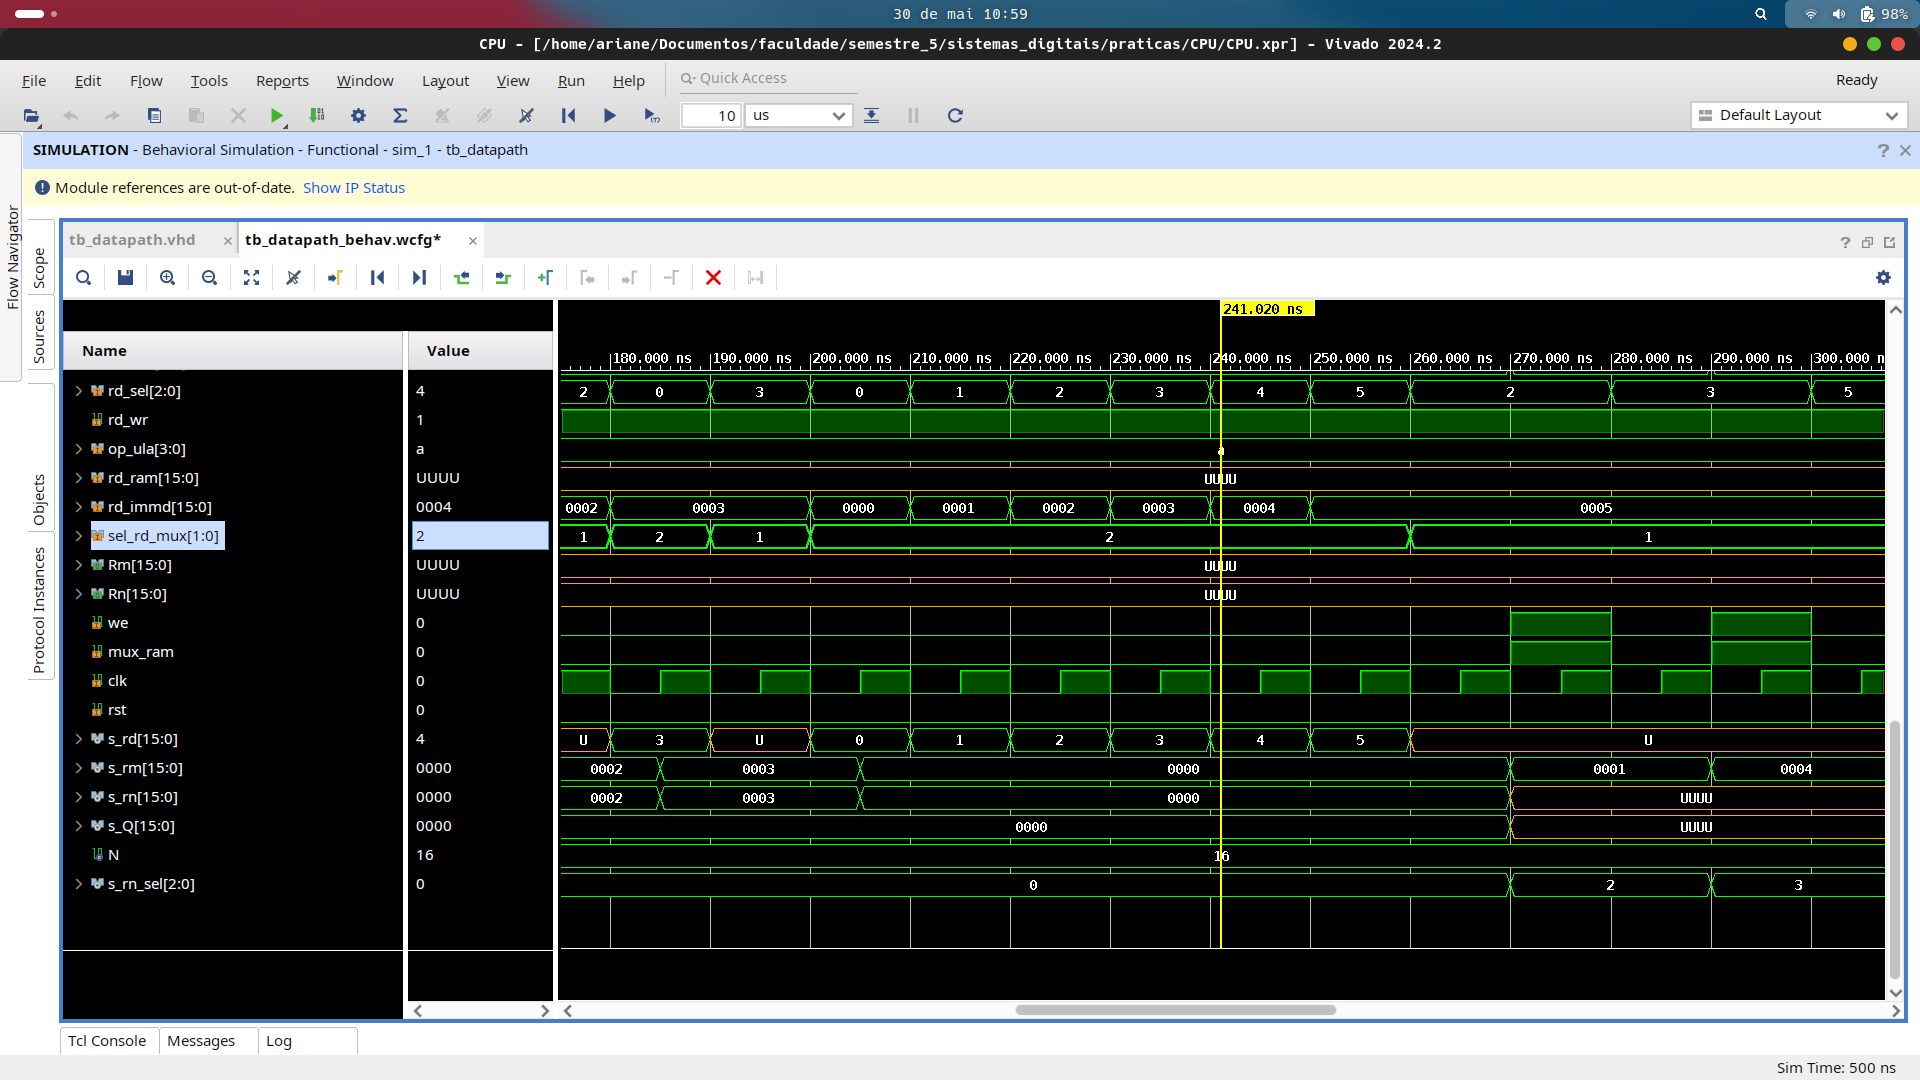 30 de mai 10:59
98%
CPU - [/home/ariane/Documentos/faculdade/semestre_5/sistemas_digitais/praticas/CPU/CPU.xpr] - Vivado 2024.2
File Edit Flow Tools Reports Window Layout View Run Help
Quick Access
Ready
10 us
Default Layout
SIMULATION - Behavioral Simulation - Functional - sim_1 - tb_datapath
Module references are out-of-date. Show IP Status
Flow Navigator
Scope
Sources
Objects
Protocol Instances
tb_datapath.vhd
tb_datapath_behav.wcfg*
241.020 ns
Name Value
180.000 ns 190.000 ns 200.000 ns 210.000 ns 220.000 ns 230.000 ns 240.000 ns 250.000 ns 260.000 ns 270.000 ns 280.000 ns 290.000 ns 300.000 n
rd_sel[2:0] 4 2 0 3 0 1 2 3 4 5 2 3 5
rd_wr 1
op_ula[3:0] a a
rd_ram[15:0] UUUU UUUU
rd_immd[15:0] 0004 0002 0003 0000 0001 0002 0003 0004 0005
sel_rd_mux[1:0] 2 1 2 1 2 1
Rm[15:0] UUUU UUUU
Rn[15:0] UUUU UUUU
we 0
mux_ram 0
clk 0
rst 0
s_rd[15:0] 4 U 3 U 0 1 2 3 4 5 U
s_rm[15:0] 0000 0002 0003 0000 0001 0004
s_rn[15:0] 0000 0002 0003 0000 UUUU
s_Q[15:0] 0000 0000 UUUU
N 16 16
s_rn_sel[2:0] 0 0 2 3
Tcl Console Messages Log
Sim Time: 500 ns